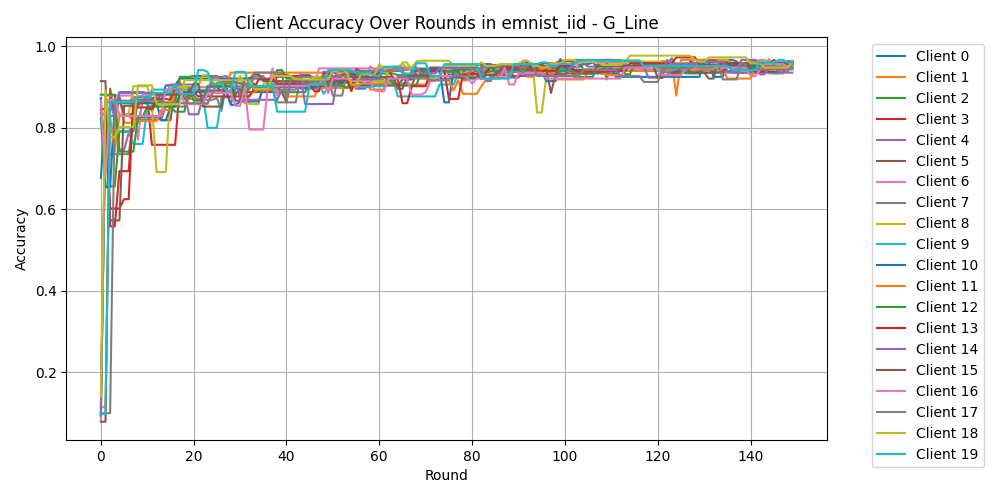 Client Accuracy Over Rounds in emnist_iid - G_Line
Accuracy
1.0
0.8
0.6
0.4
0.2
0
20
40
60
80
100
120
140
Round
Client 0
Client 1
Client 2
Client 3
Client 4
Client 5
Client 6
Client 7
Client 8
Client 9
Client 10
Client 11
Client 12
Client 13
Client 14
Client 15
Client 16
Client 17
Client 18
Client 19